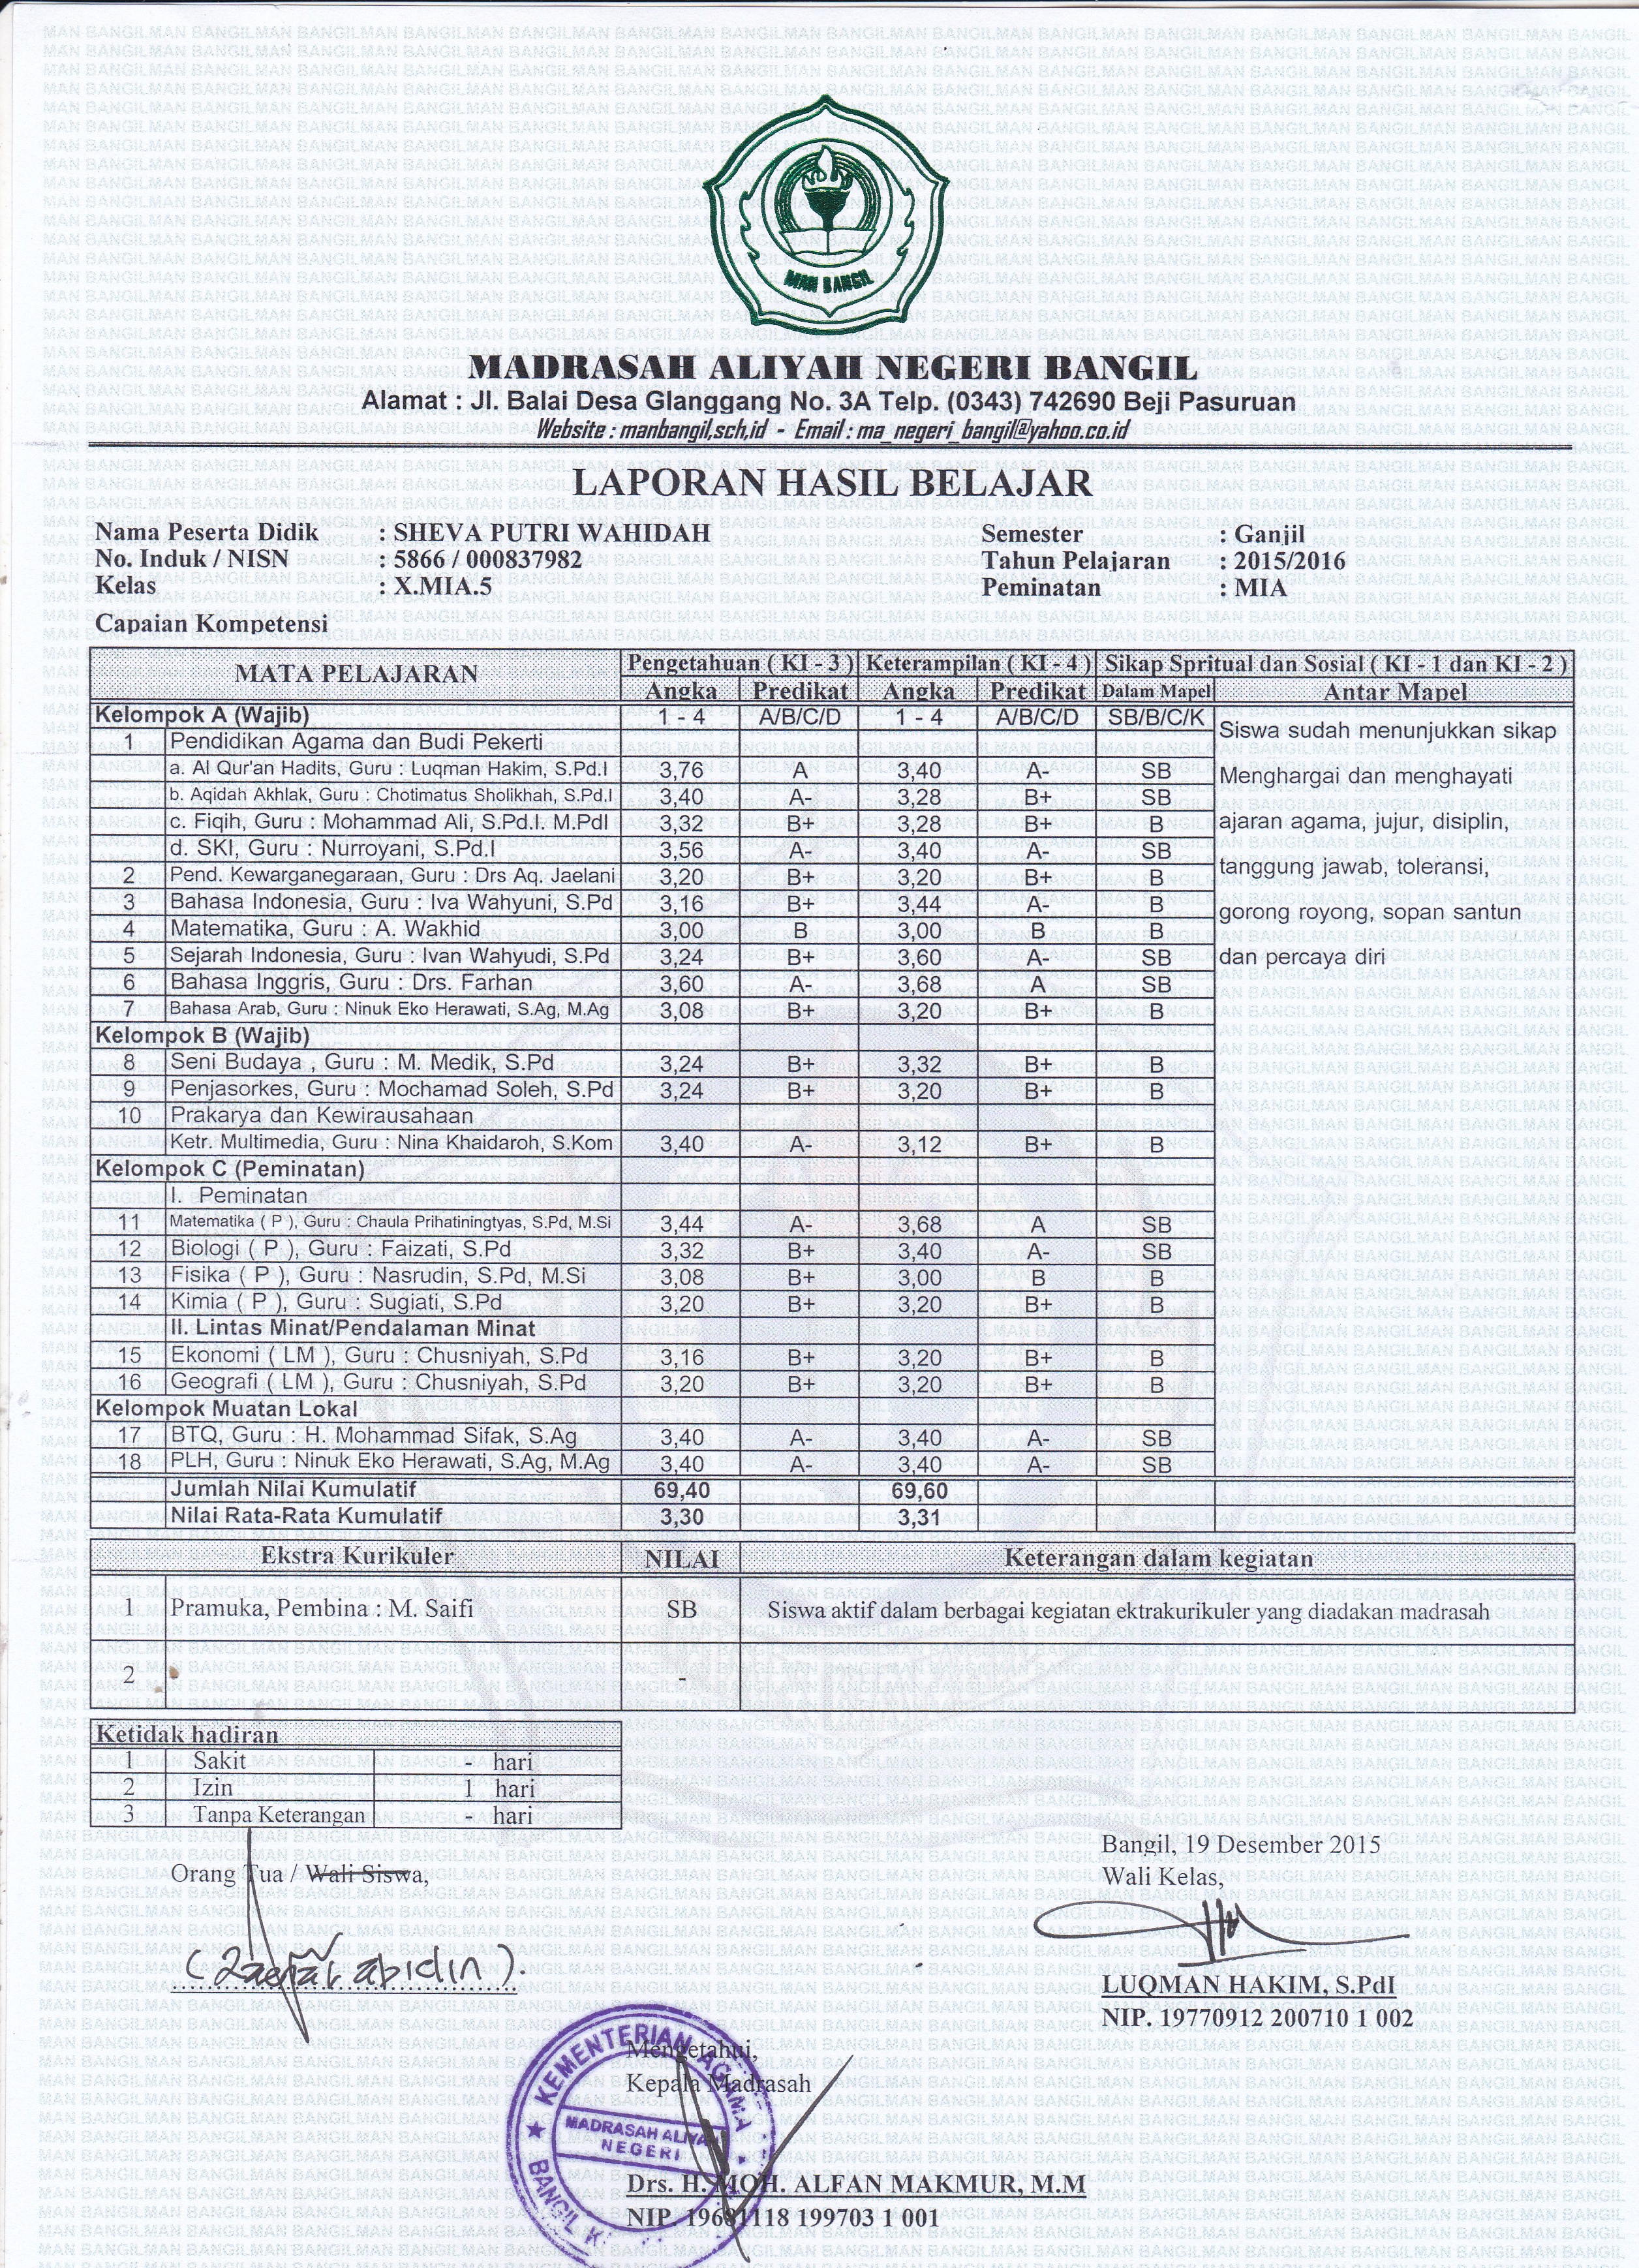 MAN BANGIL
MADRASAH ALIYAH NEGERI BANGIL
Alamat : Jl. Balai Desa Glanggang No. 3A Telp. (0343) 742690 Beji Pasuruan
Website : manbangil,sch,id - Email : ma_negeri_bangil@yahoo.co.id
LAPORAN HASIL BELAJAR
Nama Peserta Didik : SHEVA PUTRI WAHIDAH Semester : Ganjil
No. Induk / NISN : 5866 / 000837982 Tahun Pelajaran : 2015/2016
Kelas : X.MIA.5 Peminatan : MIA
Capaian Kompetensi
MATA PELAJARAN Pengetahuan ( KI - 3 ) Keterampilan ( KI - 4 ) Sikap Spritual dan Sosial ( KI - 1 dan KI - 2 )
Angka Predikat Angka Predikat Dalam Mapel Antar Mapel
Kelompok A (Wajib) 1 - 4 A/B/C/D 1 - 4 A/B/C/D SB/B/C/K
Siswa sudah menunjukkan sikap
1 Pendidikan Agama dan Budi Pekerti
a. Al Qur'an Hadits, Guru : Luqman Hakim, S.Pd.I 3,76 A 3,40 A- SB
Menghargai dan menghayati
b. Aqidah Akhlak, Guru : Chotimatus Sholikhah, S.Pd.I 3,40 A- 3,28 B+ SB
c. Fiqih, Guru : Mohammad Ali, S.Pd.I. M.PdI 3,32 B+ 3,28 B+ B
ajaran agama, jujur, disiplin,
d. SKI, Guru : Nurroyani, S.Pd.I 3,56 A- 3,40 A- SB
tanggung jawab, toleransi,
2 Pend. Kewarganegaraan, Guru : Drs Aq. Jaelani 3,20 B+ 3,20 B+ B
3 Bahasa Indonesia, Guru : Iva Wahyuni, S.Pd 3,16 B+ 3,44 A- B
gorong royong, sopan santun
4 Matematika, Guru : A. Wakhid 3,00 B 3,00 B B
5 Sejarah Indonesia, Guru : Ivan Wahyudi, S.Pd 3,24 B+ 3,60 A- SB
dan percaya diri
6 Bahasa Inggris, Guru : Drs. Farhan 3,60 A- 3,68 A SB
7 Bahasa Arab, Guru : Ninuk Eko Herawati, S.Ag, M.Ag 3,08 B+ 3,20 B+ B
Kelompok B (Wajib)
8 Seni Budaya , Guru : M. Medik, S.Pd 3,24 B+ 3,32 B+ B
9 Penjasorkes, Guru : Mochamad Soleh, S.Pd 3,24 B+ 3,20 B+ B
10 Prakarya dan Kewirausahaan
Ketr. Multimedia, Guru : Nina Khaidaroh, S.Kom 3,40 A- 3,12 B+ B
Kelompok C (Peminatan)
I. Peminatan
11 Matematika ( P ), Guru : Chaula Prihatiningtyas, S.Pd, M.Si 3,44 A- 3,68 A SB
12 Biologi ( P ), Guru : Faizati, S.Pd 3,32 B+ 3,40 A- SB
13 Fisika ( P ), Guru : Nasrudin, S.Pd, M.Si 3,08 B+ 3,00 B B
14 Kimia ( P ), Guru : Sugiati, S.Pd 3,20 B+ 3,20 B+ B
II. Lintas Minat/Pendalaman Minat
15 Ekonomi ( LM ), Guru : Chusniyah, S.Pd 3,16 B+ 3,20 B+ B
16 Geografi ( LM ), Guru : Chusniyah, S.Pd 3,20 B+ 3,20 B+ B
Kelompok Muatan Lokal
17 BTQ, Guru : H. Mohammad Sifak, S.Ag 3,40 A- 3,40 A- SB
18 PLH, Guru : Ninuk Eko Herawati, S.Ag, M.Ag 3,40 A- 3,40 A- SB
Jumlah Nilai Kumulatif 69,40 69,60
Nilai Rata-Rata Kumulatif 3,30 3,31
Ekstra Kurikuler NILAI Keterangan dalam kegiatan
1 Pramuka, Pembina : M. Saifi SB Siswa aktif dalam berbagai kegiatan ektrakurikuler yang diadakan madrasah
2 - -
Ketidak hadiran
1 Sakit - hari
2 Izin 1 hari
3 Tanpa Keterangan - hari
Bangil, 19 Desember 2015
Orang Tua / Wali Siswa, Wali Kelas,
abidin ).
LUQMAN HAKIM, S.PdI
NIP. 19770912 200710 1 002
Mengetahui,
Kepala Madrasah
KEMENTERIAN AGAMA
MADRASAH ALIYAH
NEGERI
BANGIL
Drs. H. MOH. ALFAN MAKMUR, M.M
NIP 19681118 199703 1 001